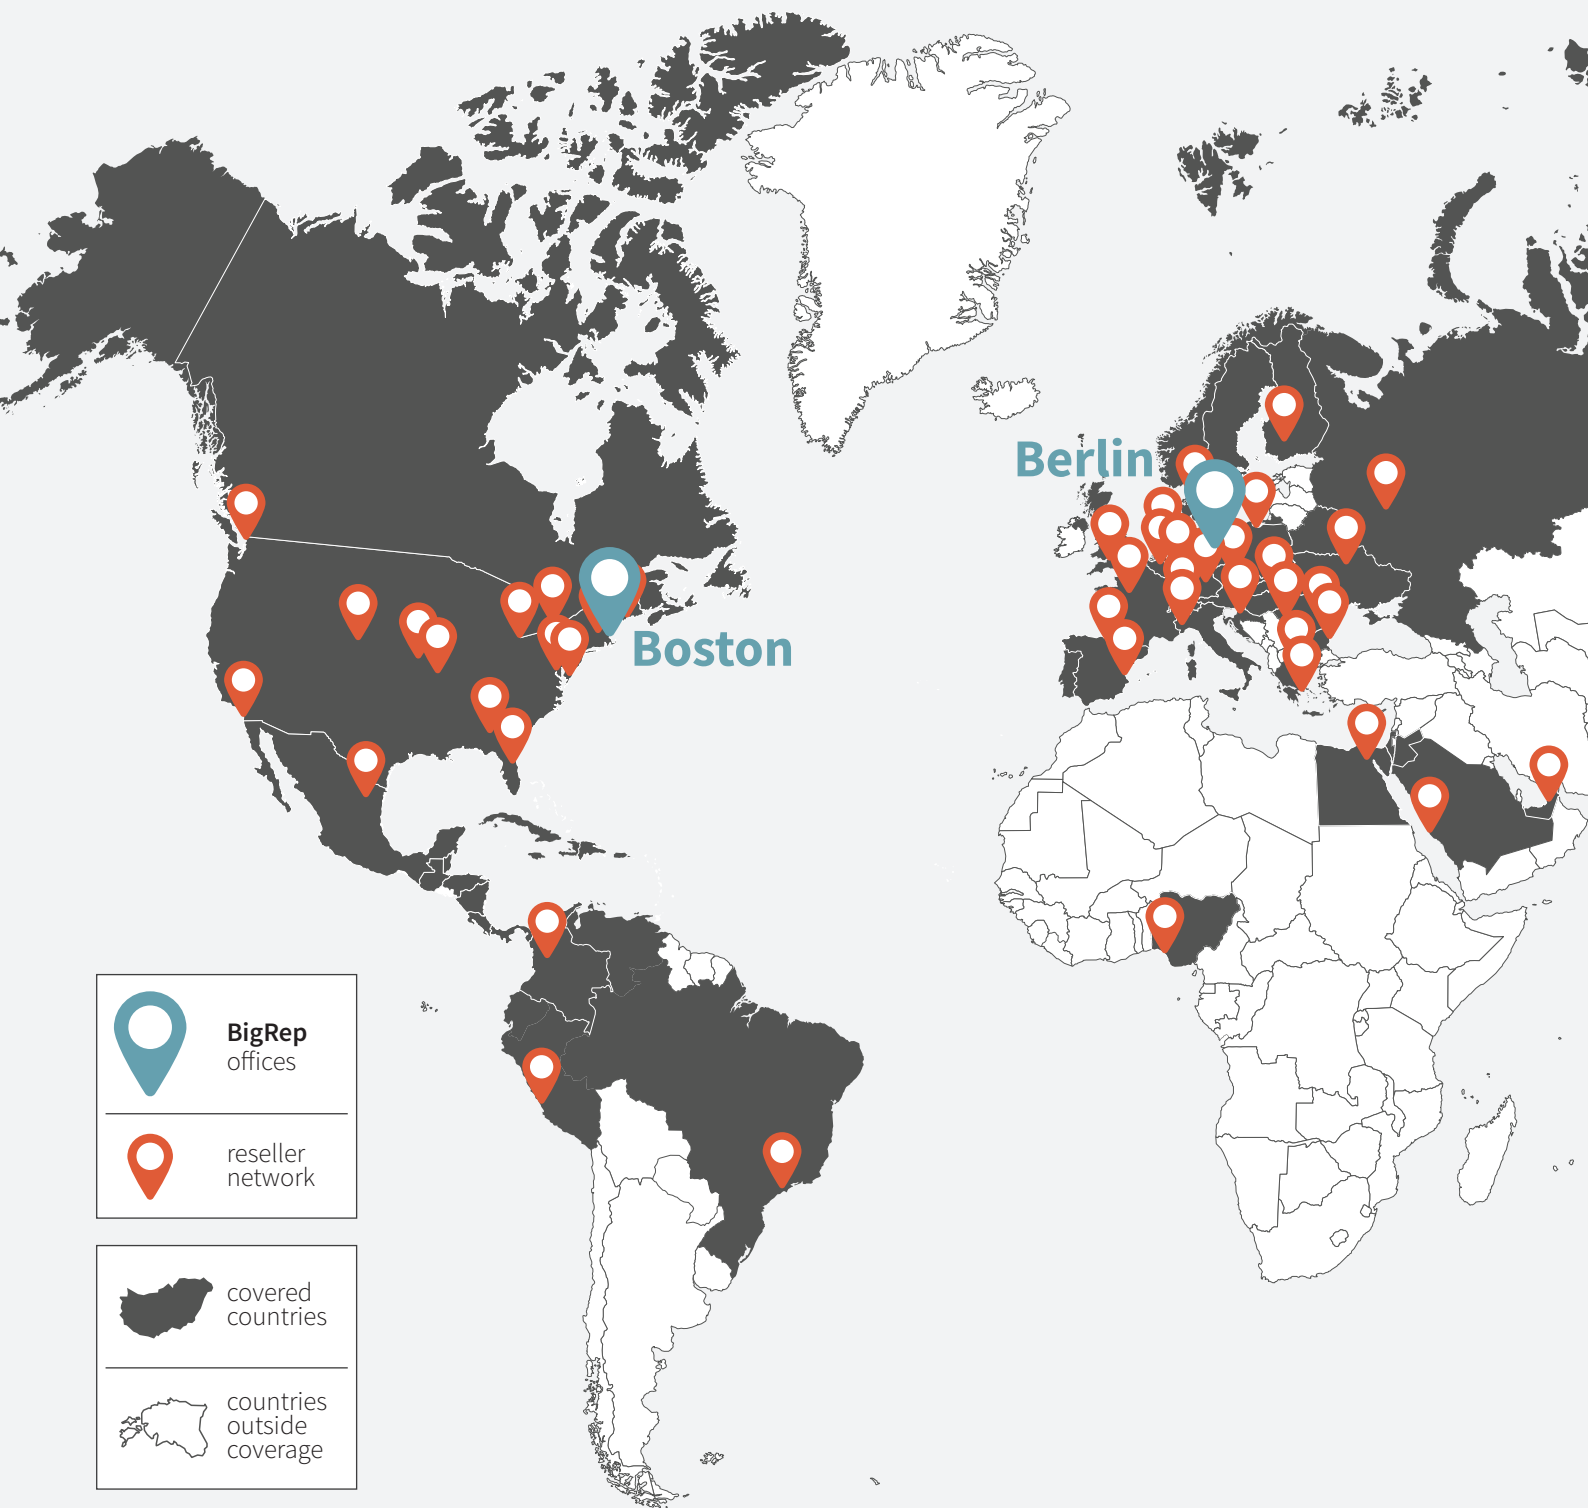 Berlin
Boston
BigRep
offices
reseller
network
covered
countries
countries
outside
coverage